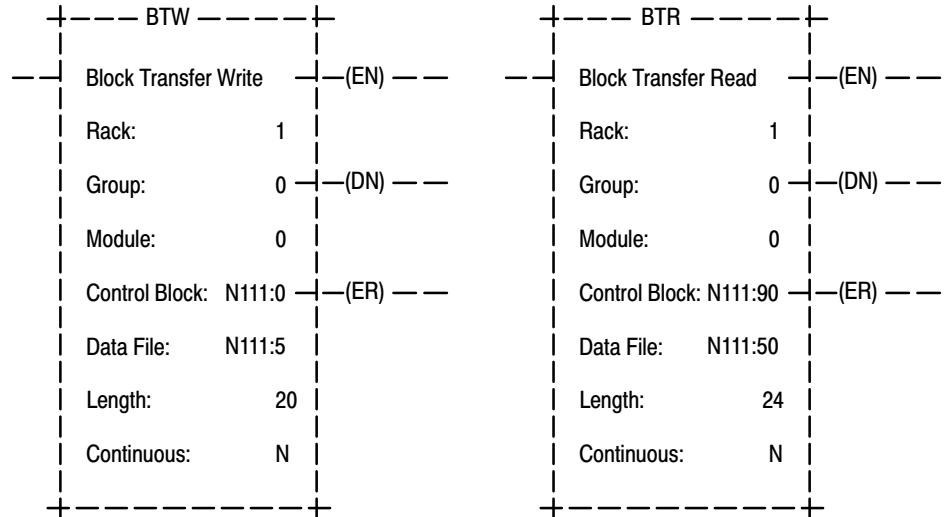 BTW
Block Transfer Write (EN)
Rack: 1
Group: 0 (DN)
Module: 0
Control Block: N111:0 (ER)
Data File: N111:5
Length: 20
Continuous: N
BTR
Block Transfer Read (EN)
Rack: 1
Group: 0 (DN)
Module: 0
Control Block: N111:90 (ER)
Data File: N111:50
Length: 24
Continuous: N